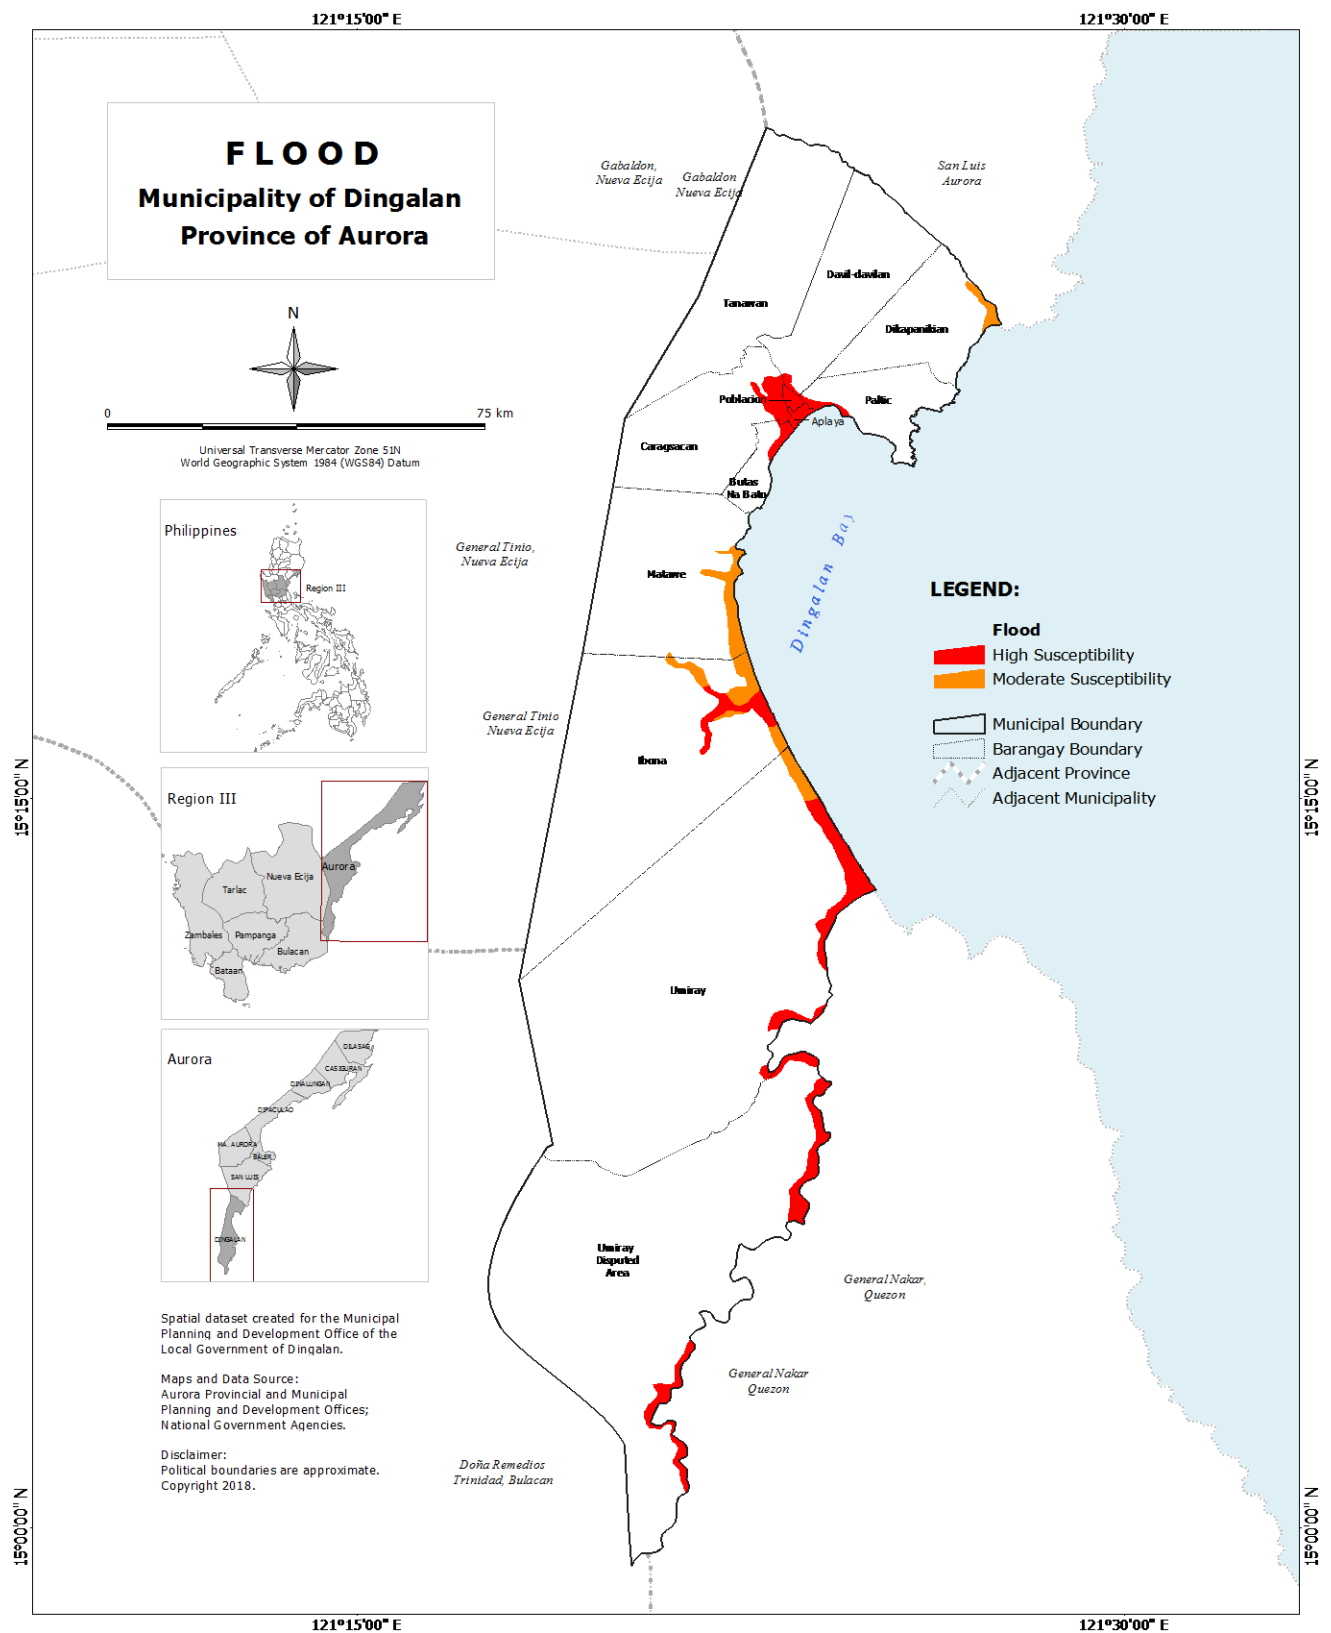 121°15'00" E
121°30'00" E
FLOOD
Municipality of Dingalan
Province of Aurora
Gabaldon,
Nueva Ecija
Gabaldon
Nueva Ecija
San Luis
Aurora
N
0
75 km
Universal Transverse Mercator Zone 51N
World Geographic System 1984 (WGS84) Datum
Davil-davilan
Tanawan
Dikapanikian
Poblacion
Paltic
Aplaya
Caragsacan
Butas
Na Bato
Philippines
Region III
General Tinio,
Nueva Ecija
Matawe
Dingalan Bay
LEGEND:
Flood
High Susceptibility
Moderate Susceptibility
Municipal Boundary
Barangay Boundary
Adjacent Province
Adjacent Municipality
General Tinio
Nueva Ecija
Ibona
15°15'00" N
15°15'00" N
Region III
Aurora
Nueva Ecija
Tarlac
Zambales
Pampanga
Bulacan
Bataan
Umiray
Aurora
DILASAG
CASIGURAN
DINALUNGAN
DIPACULAO
MA. AURORA
BALER
SAN LUIS
DINGALAN
Umiray
Disputed
Area
General Nakar,
Quezon
General Nakar
Quezon
Spatial dataset created for the Municipal
Planning and Development Office of the
Local Government of Dingalan.
Maps and Data Source:
Aurora Provincial and Municipal
Planning and Development Offices;
National Government Agencies.
Disclaimer:
Political boundaries are approximate.
Copyright 2018.
Doña Remedios
Trinidad, Bulacan
15°00'00" N
15°00'00" N
121°15'00" E
121°30'00" E